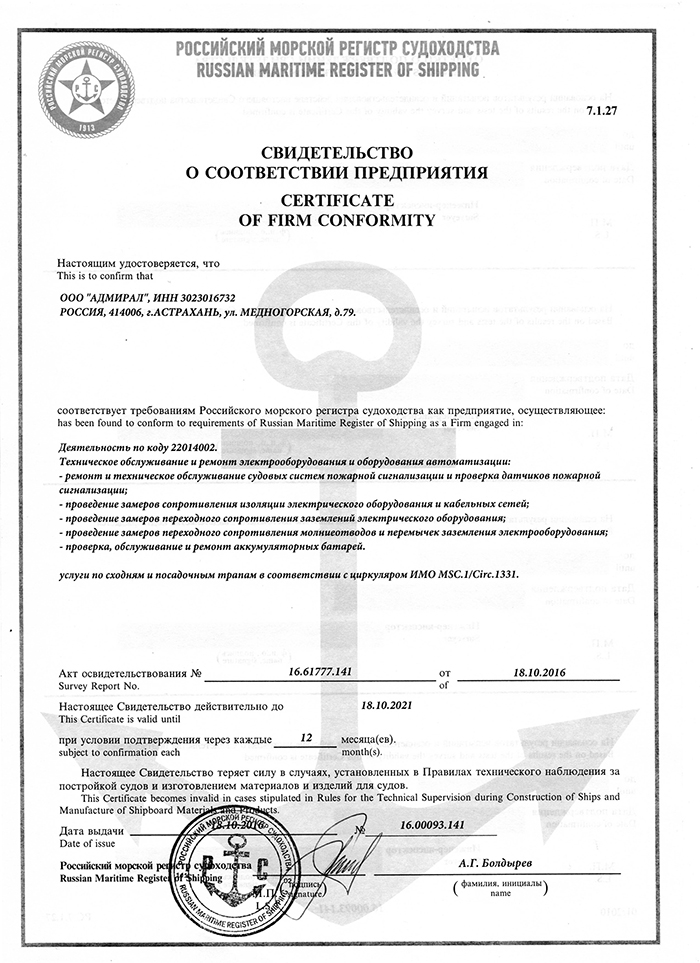 РОССИЙСКИЙ МОРСКОЙ РЕГИСТР СУДОХОДСТВА
RUSSIAN MARITIME REGISTER OF SHIPPING
РОССИЙСКИЙ МОРСКОЙ РЕГИСТР СУДОХОДСТВА
Р С
1913
7.1.27
СВИДЕТЕЛЬСТВО
О СООТВЕТСТВИИ ПРЕДПРИЯТИЯ
CERTIFICATE
OF FIRM CONFORMITY
Настоящим удостоверяется, что
This is to confirm that
ООО "АДМИРАЛ", ИНН 3023016732
РОССИЯ, 414006, г.АСТРАХАНЬ, ул. МЕДНОГОРСКАЯ, д.79.
соответствует требованиям Российского морского регистра судоходства как предприятие, осуществляющее:
has been found to conform to requirements of Russian Maritime Register of Shipping as a Firm engaged in:
Деятельность по коду 22014002.
Техническое обслуживание и ремонт электрооборудования и оборудования автоматизации:
- ремонт и техническое обслуживание судовых систем пожарной сигнализации и проверка датчиков пожарной
сигнализации;
- проведение замеров сопротивления изоляции электрического оборудования и кабельных сетей;
- проведение замеров переходного сопротивления заземлений электрического оборудования;
- проведение замеров переходного сопротивления молниеотводов и перемычек заземления электрооборудования;
- проверка, обслуживание и ремонт аккумуляторных батарей.
услуги по сходням и посадочным трапам в соответствии с циркуляром ИМО MSC.1/Circ.1331.
Акт освидетельствования № 16.61777.141 от 18.10.2016
Survey Report No. of
Настоящее Свидетельство действительно до 18.10.2021
This Certificate is valid until
при условии подтверждения через каждые 12 месяца(ев).
subject to confirmation each month(s).
Настоящее Свидетельство теряет силу в случаях, установленных в Правилах технического наблюдения за
постройкой судов и изготовлением материалов и изделий для судов.
This Certificate becomes invalid in cases stipulated in Rules for the Technical Supervision during Construction of Ships and
Manufacture of Shipboard Materials and Products.
Дата выдачи 18.10.2016 № 16.00093.141
Date of issue
Российский морской регистр судоходства А.Г. Болдырев
Russian Maritime Register of Shipping
М.П. (подпись) (фамилия, инициалы)
L.S. (signature) name
РОССИЙСКИЙ МОРСКОЙ РЕГИСТР СУДОХОДСТВА
Р С
RUSSIAN MARITIME REGISTER OF SHIPPING